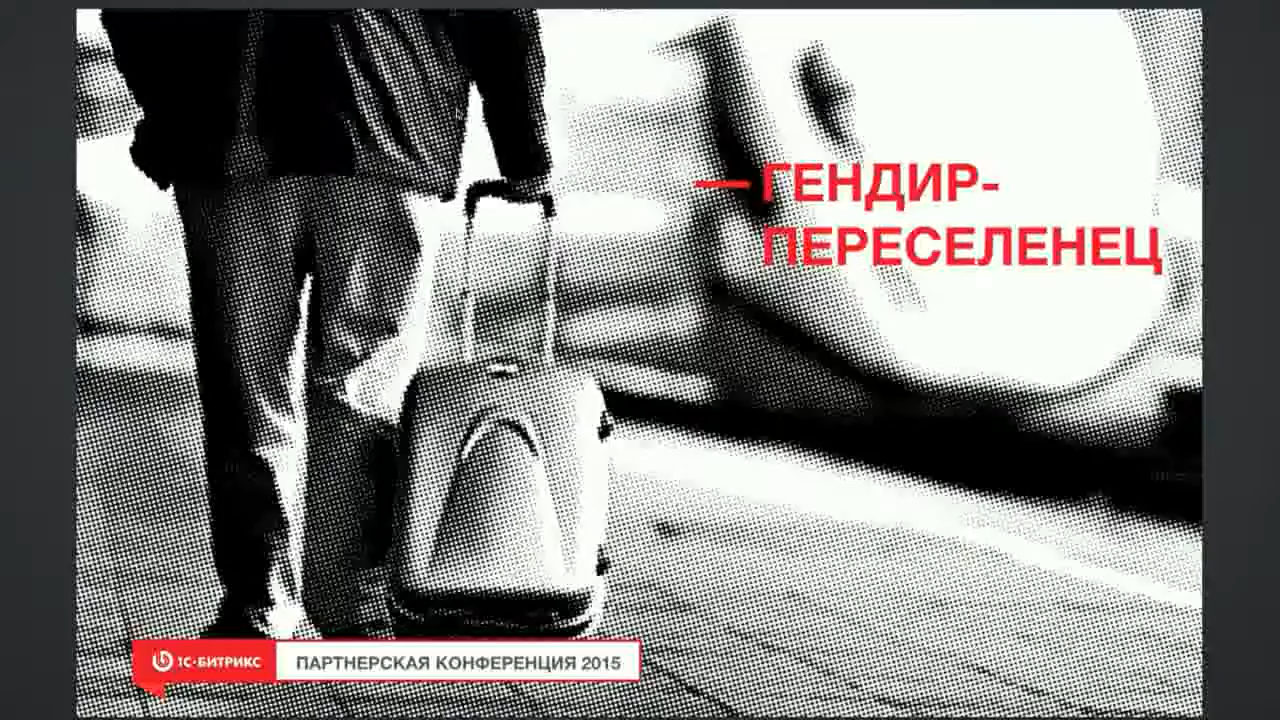 — ГЕНДИР-
ПЕРЕСЕЛЕНЕЦ
1С-БИТРИКС ПАРТНЕРСКАЯ КОНФЕРЕНЦИЯ 2015